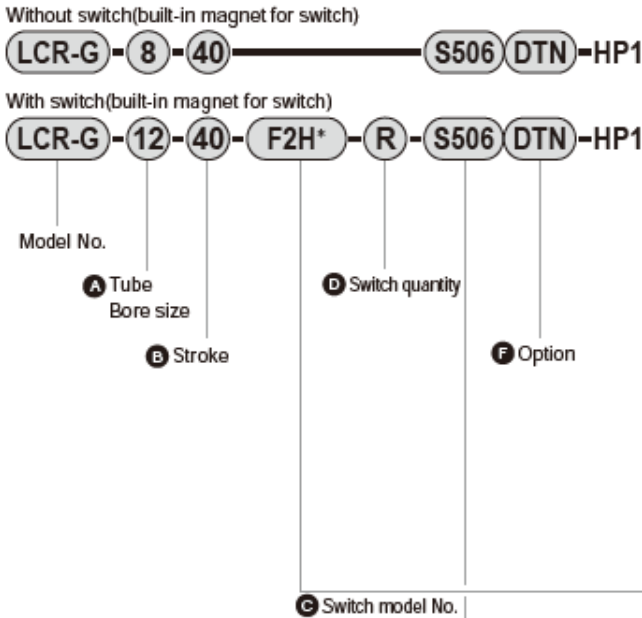 Without switch(built-in magnet for switch)
LCR-G-8-40 S506 DTN-HP1
With switch(built-in magnet for switch)
LCR-G-12-40-F2H*-R-S506 DTN-HP1
Model No.
A Tube
Bore size
D Switch quantity
B Stroke
F Option
C Switch model No.